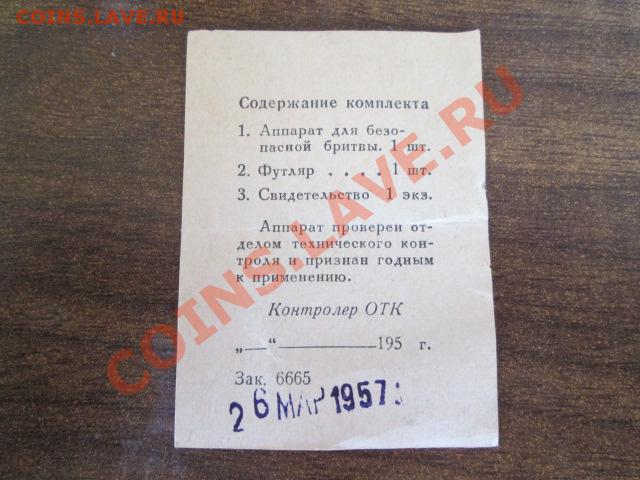 COINS.LAVE.RU
COINS.LAVE.RU
Содержание комплекта
1. Аппарат для безо-
пасной бритвы. 1 шт.
2. Футляр . . . . 1 шт.
3. Свидетельство 1 экз.
Аппарат проверен от-
делом технического кон-
троля и признан годным
к применению.
Контролер ОТК
„—“————195 г.
Зак. 6665
26 МАР 1957